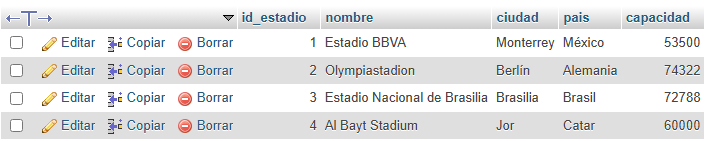 id_estadio nombre ciudad pais capacidad
Editar Copiar Borrar 1 Estadio BBVA Monterrey México 53500
Editar Copiar Borrar 2 Olympiastadion Berlín Alemania 74322
Editar Copiar Borrar 3 Estadio Nacional de Brasilia Brasilia Brasil 72788
Editar Copiar Borrar 4 Al Bayt Stadium Jor Catar 60000